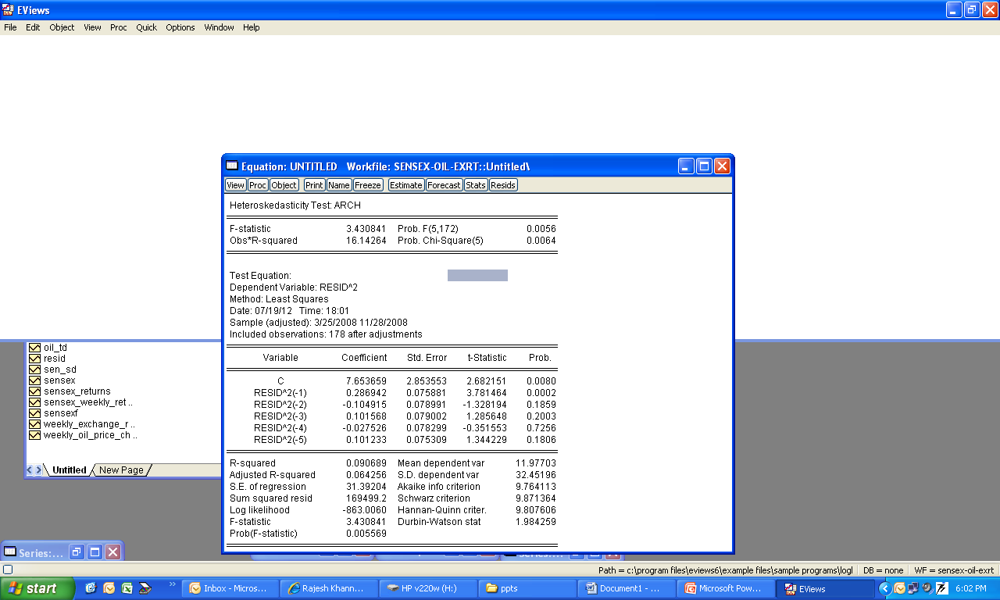 EViews
File Edit Object View Proc Quick Options Window Help
Equation: UNTITLED Workfile: SENSEX-OIL-EXRT::Untitled\
View Proc Object Print Name Freeze Estimate Forecast Stats Resids
Heteroskedasticity Test: ARCH
F-statistic 3.430841 Prob. F(5,172) 0.0056
Obs*R-squared 16.14264 Prob. Chi-Square(5) 0.0064
Test Equation:
Dependent Variable: RESID^2
Method: Least Squares
Date: 07/19/12 Time: 18:01
Sample (adjusted): 3/25/2008 11/28/2008
Included observations: 178 after adjustments
Variable Coefficient Std. Error t-Statistic Prob.
C 7.653659 2.853553 2.682151 0.0080
RESID^2(-1) 0.286942 0.075881 3.781464 0.0002
RESID^2(-2) -0.104915 0.078991 -1.328194 0.1859
RESID^2(-3) 0.101568 0.079002 1.285648 0.2003
RESID^2(-4) -0.027526 0.078299 -0.351553 0.7256
RESID^2(-5) 0.101233 0.075309 1.344229 0.1806
R-squared 0.090689 Mean dependent var 11.97703
Adjusted R-squared 0.064256 S.D. dependent var 32.45196
S.E. of regression 31.39204 Akaike info criterion 9.764113
Sum squared resid 169499.2 Schwarz criterion 9.871364
Log likelihood -863.0060 Hannan-Quinn criter. 9.807606
F-statistic 3.430841 Durbin-Watson stat 1.984259
Prob(F-statistic) 0.005569
oil_td
resid
sen_sd
sensex
sensex_returns
sensex_weekly_ret ..
sensexf
weekly_exchange_r ..
weekly_oil_price_ch ..
Untitled New Page
Series:...
Path = c:\program files\eviews6\example files\sample programs\logl DB = none WF = sensex-oil-exrt
start Inbox - Micros... Rajesh Khann... HP v220w (H:) ppts Document1 - ... Microsoft Pow... EViews 6:02 PM